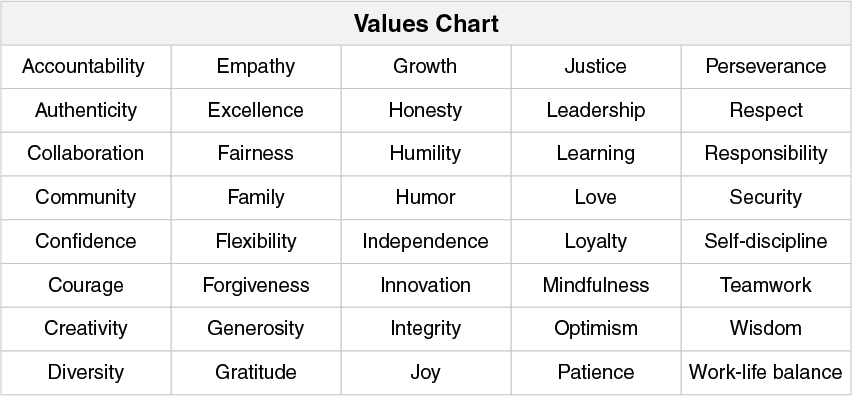 Values Chart
Accountability Empathy Growth Justice Perseverance
Authenticity Excellence Honesty Leadership Respect
Collaboration Fairness Humility Learning Responsibility
Community Family Humor Love Security
Confidence Flexibility Independence Loyalty Self-discipline
Courage Forgiveness Innovation Mindfulness Teamwork
Creativity Generosity Integrity Optimism Wisdom
Diversity Gratitude Joy Patience Work-life balance